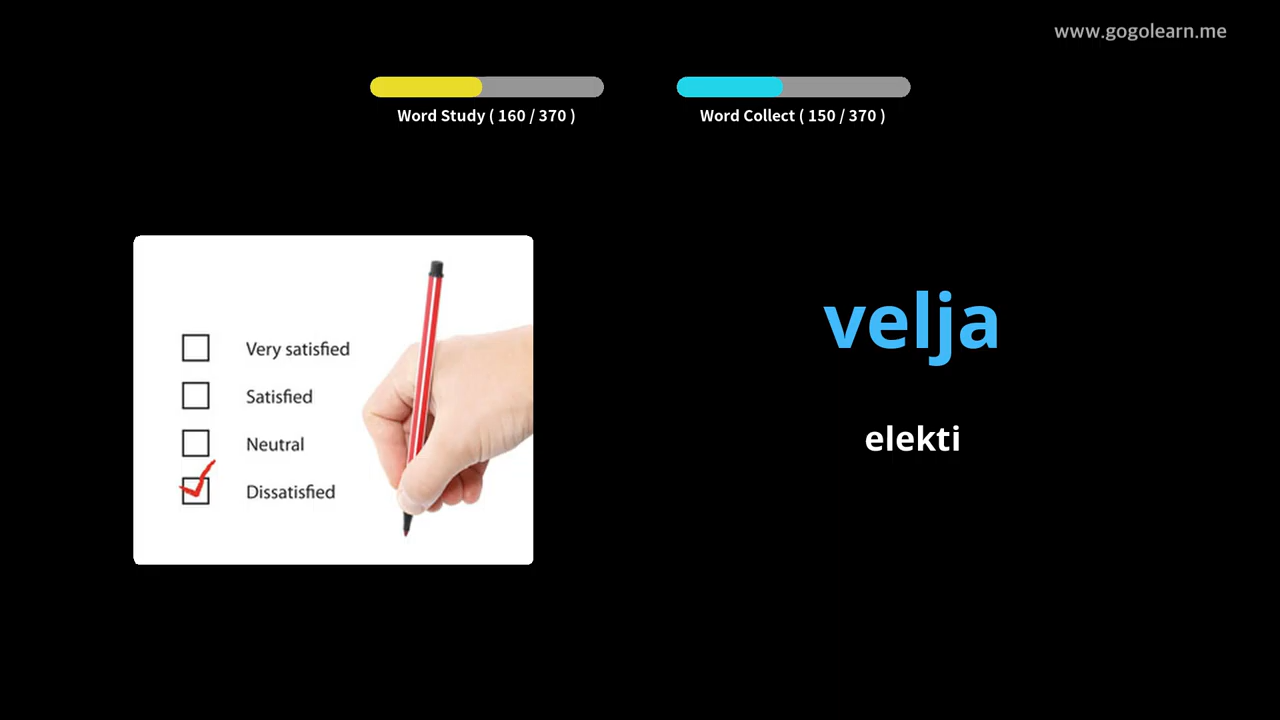 www.gogolearn.me
Word Study ( 160 / 370 )
Word Collect ( 150 / 370 )
Very satisfied
Satisfied
Neutral
Dissatisfied
velja
elekti